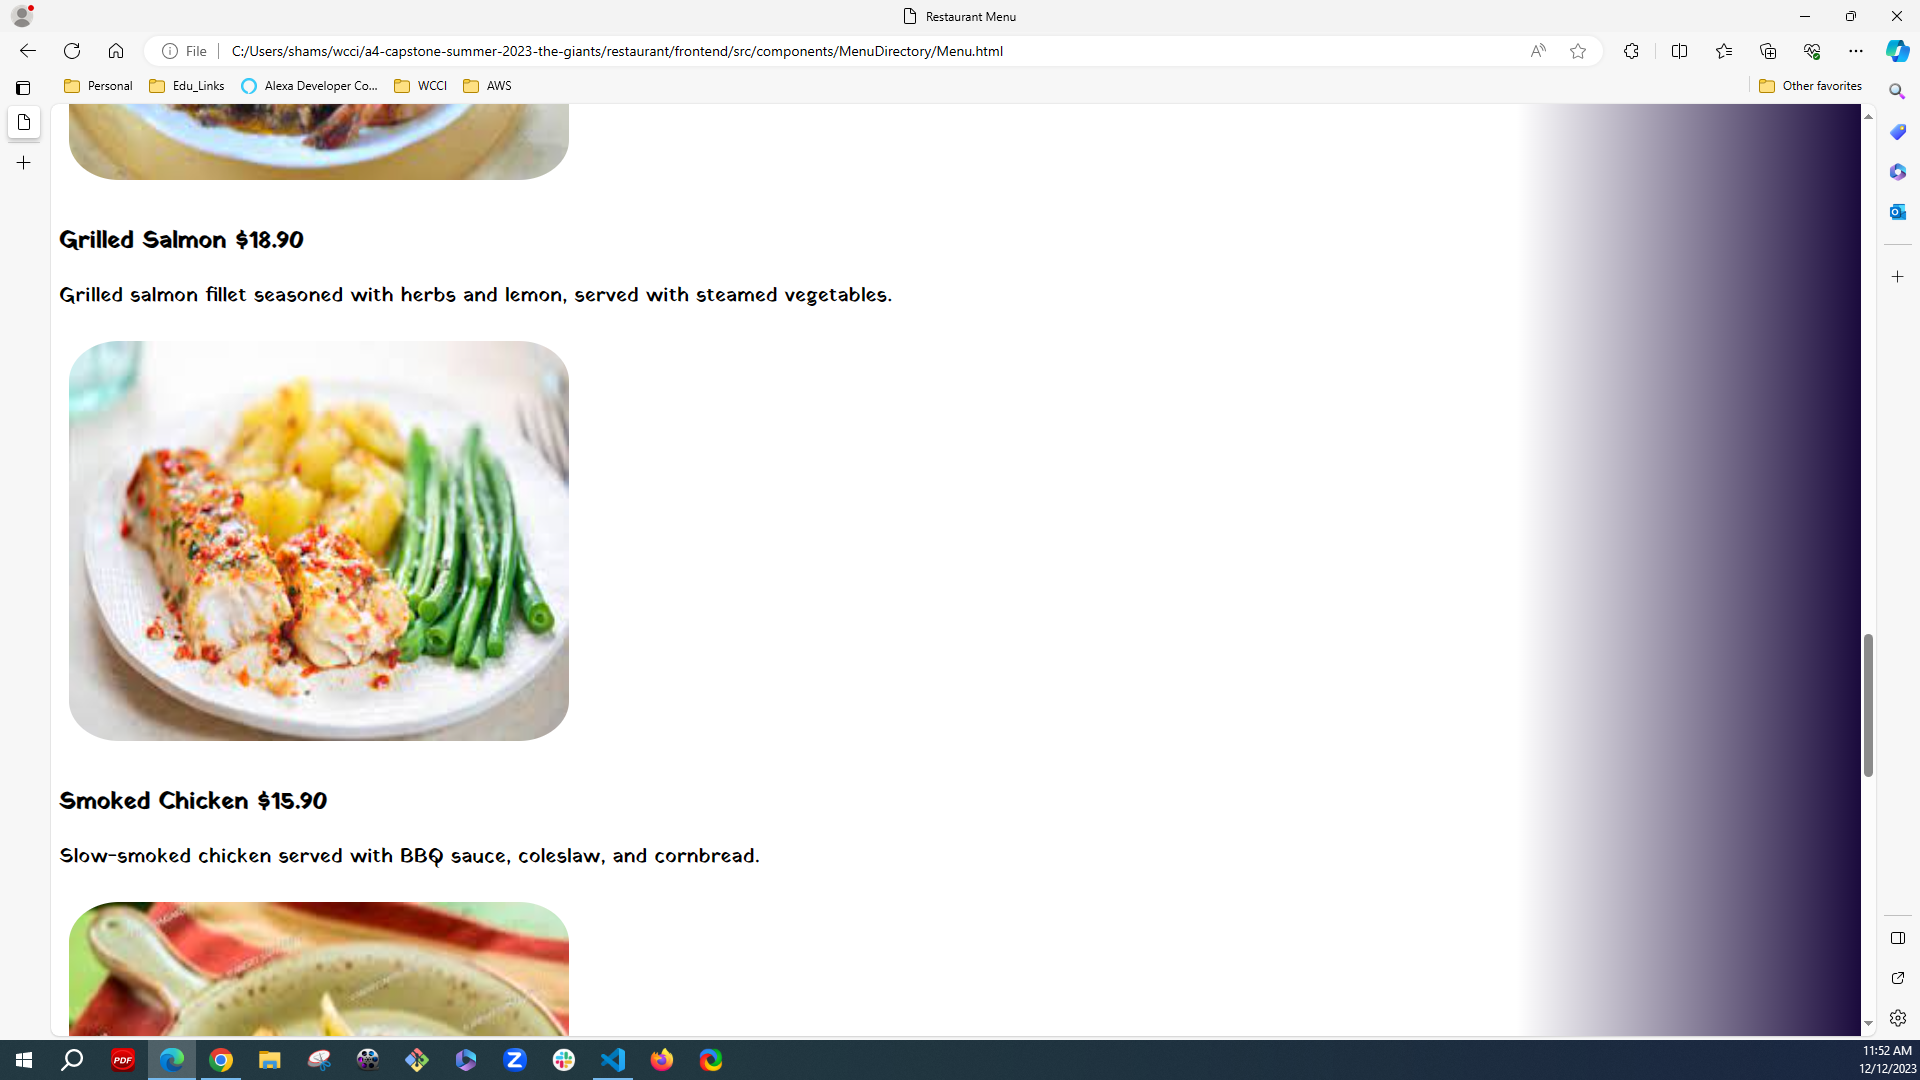 Restaurant Menu
File
C:/Users/shams/wcci/a4-capstone-summer-2023-the-giants/restaurant/frontend/src/components/MenuDirectory/Menu.html
Personal
Edu_Links
Alexa Developer Co...
WCCI
AWS
Other favorites
Grilled Salmon $18.90
Grilled salmon fillet seasoned with herbs and lemon, served with steamed vegetables.
Smoked Chicken $15.90
Slow-smoked chicken served with BBQ sauce, coleslaw, and cornbread.
PDF
11:52 AM
12/12/2023